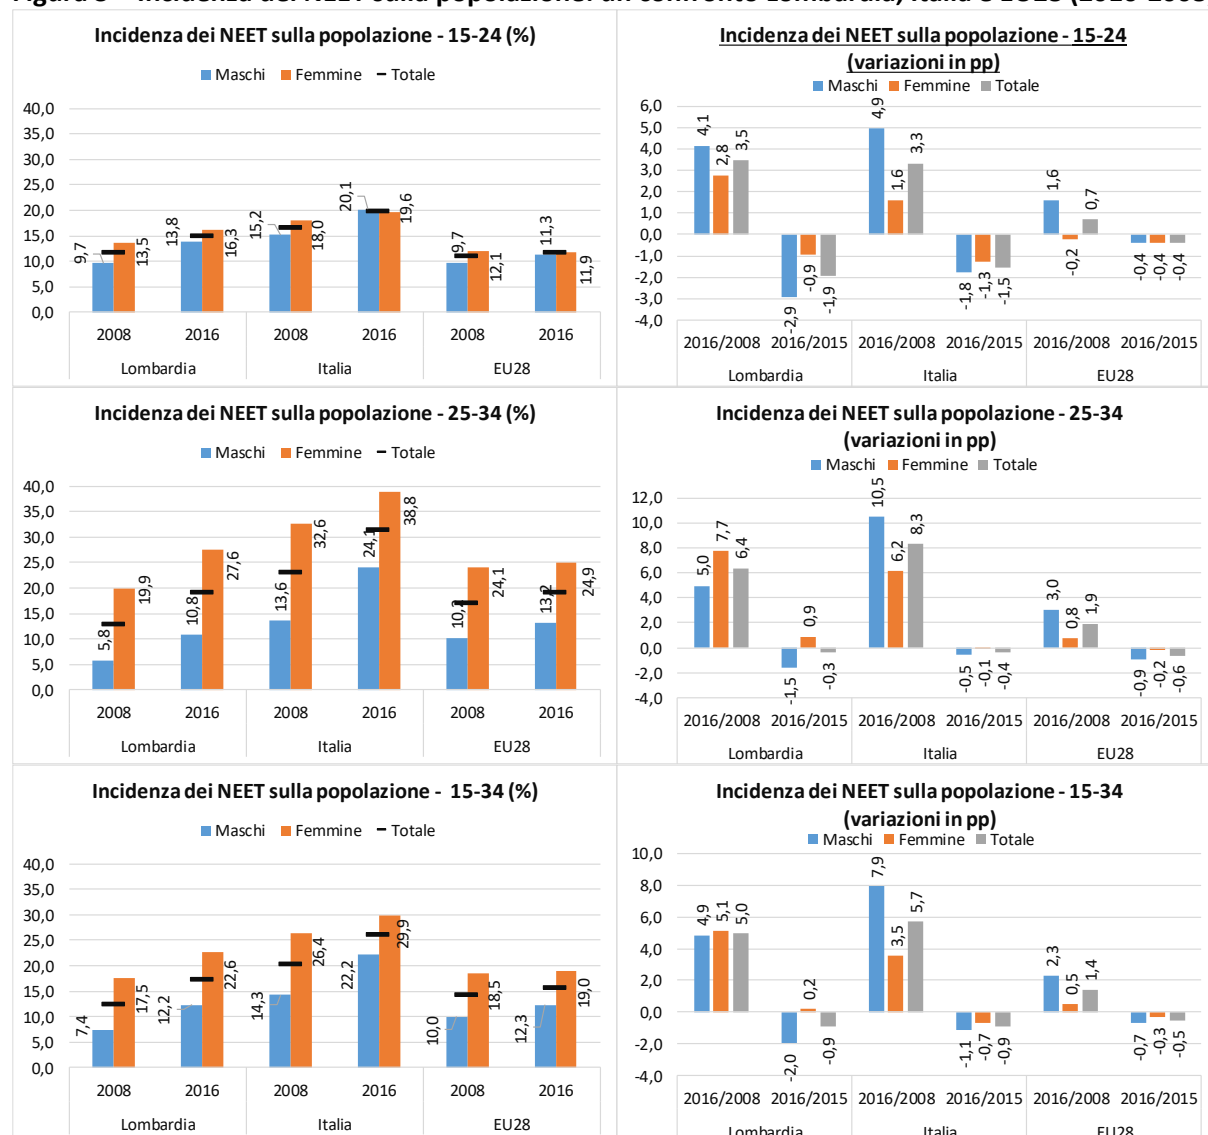 Incidenza dei NEET sulla popolazione: un confronto Lombardia, Italia e EU28 (2016-2008
Incidenza dei NEET sulla popolazione - 15-24 (%)
Maschi Femmine Totale
40,0
35,0
30,0
25,0
20,0
15,0
10,0
5,0
0,0
9,7 13,5 13,8 16,3 15,2 18,0 20,1 19,6 9,7 12,1 11,3 11,9
2008 2016 2008 2016 2008 2016
Lombardia Italia EU28
Incidenza dei NEET sulla popolazione - 15-24
(variazioni in pp)
Maschi Femmine Totale
6,0
5,0
4,0
3,0
2,0
1,0
0,0
-1,0
-2,0
-3,0
-4,0
4,1 2,8 3,5 -2,9 -0,9 -1,9 4,9 1,6 3,3 -1,8 -1,3 -1,5 1,6 -0,2 0,7 -0,4 -0,4 -0,4
2016/2008 2016/2015 2016/2008 2016/2015 2016/2008 2016/2015
Lombardia Italia EU28
Incidenza dei NEET sulla popolazione - 25-34 (%)
Maschi Femmine Totale
40,0
35,0
30,0
25,0
20,0
15,0
10,0
5,0
0,0
5,8 19,9 10,8 27,6 13,6 32,6 24,1 38,8 24,1 24,9
2008 2016 2008 2016 2008 2016
Lombardia Italia EU28
Incidenza dei NEET sulla popolazione - 25-34
(variazioni in pp)
Maschi Femmine Totale
12,0
10,0
8,0
6,0
4,0
2,0
0,0
-2,0
-4,0
5,0 7,7 6,4 -1,5 0,9 -0,3 10,5 6,2 8,3 -0,5 -0,1 -0,4 3,0 0,8 1,9 -0,9 -0,2 -0,6
2016/2008 2016/2015 2016/2008 2016/2015 2016/2008 2016/2015
Lombardia Italia EU28
Incidenza dei NEET sulla popolazione - 15-34 (%)
Maschi Femmine Totale
40,0
35,0
30,0
25,0
20,0
15,0
10,0
5,0
0,0
7,4 17,5 12,2 22,6 14,3 26,4 22,2 29,9 10,0 18,5 12,3 19,0
2008 2016 2008 2016 2008 2016
Lombardia Italia EU28
Incidenza dei NEET sulla popolazione - 15-34
(variazioni in pp)
Maschi Femmine Totale
10,0
8,0
6,0
4,0
2,0
0,0
-2,0
-4,0
4,9 5,1 5,0 -2,0 0,2 -0,9 7,9 3,5 5,7 -1,1 -0,7 -0,9 2,3 0,5 1,4 -0,7 -0,3 -0,5
2016/2008 2016/2015 2016/2008 2016/2015 2016/2008 2016/2015
Lombardia Italia EU28